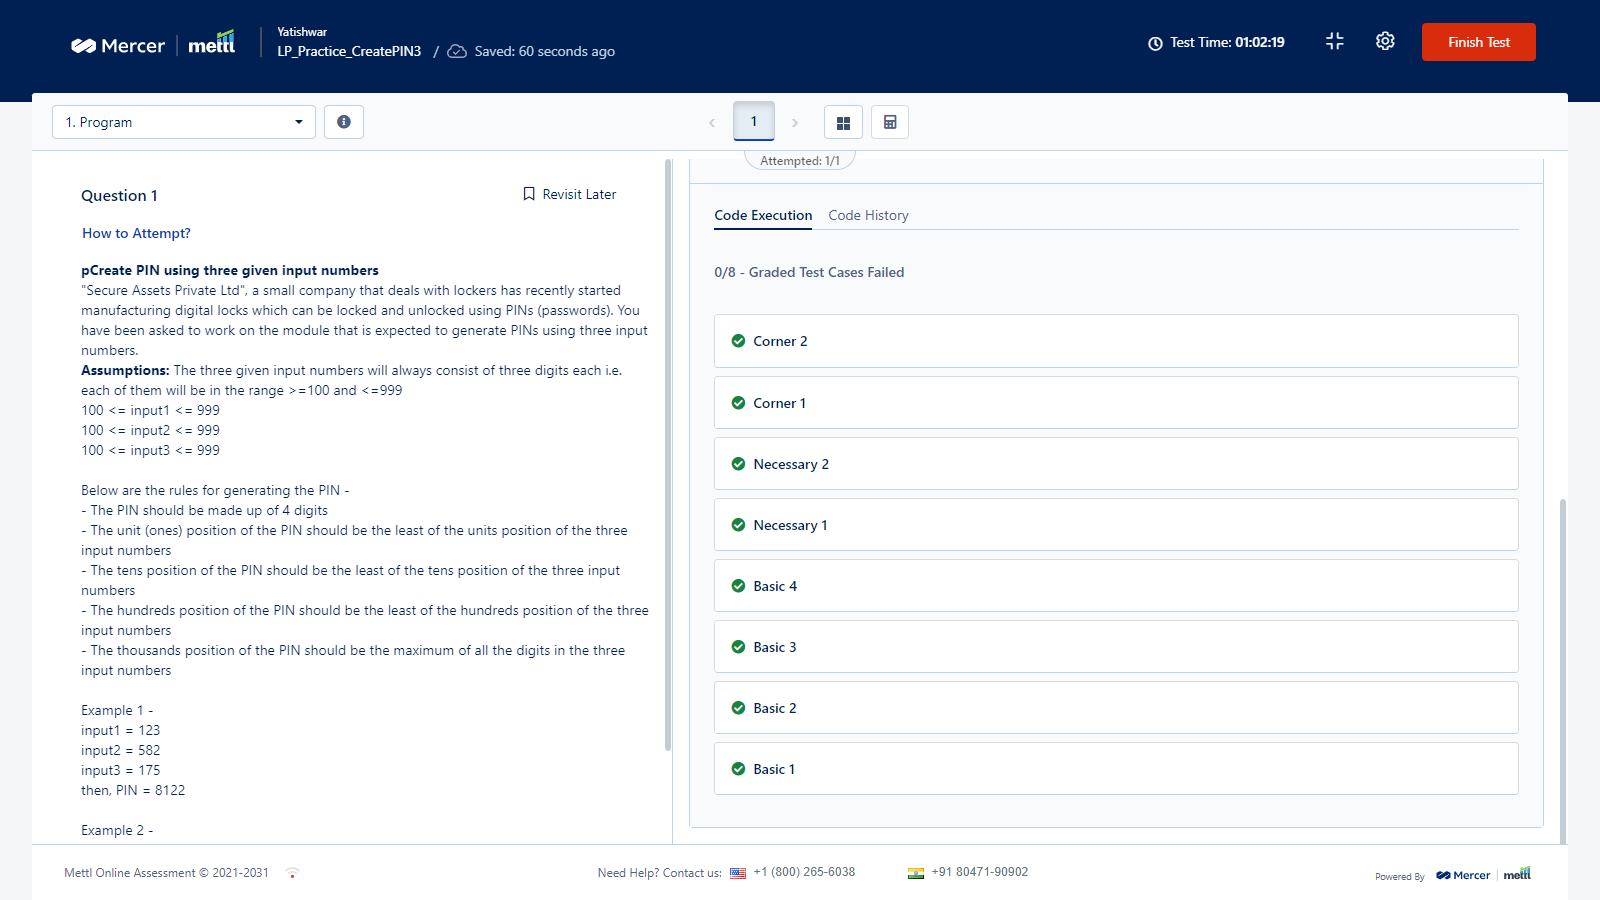 Mercer
mettl
Yatishwar
LP_Practice_CreatePIN3 / Saved: 60 seconds ago
Test Time: 01:02:19
Finish Test
1. Program
1
Attempted: 1/1
Question 1
Revisit Later
How to Attempt?
pCreate PIN using three given input numbers
"Secure Assets Private Ltd", a small company that deals with lockers has recently started
manufacturing digital locks which can be locked and unlocked using PINs (passwords). You
have been asked to work on the module that is expected to generate PINs using three input
numbers.
Assumptions: The three given input numbers will always consist of three digits each i.e.
each of them will be in the range >=100 and <=999
100 <= input1 <= 999
100 <= input2 <= 999
100 <= input3 <= 999
Below are the rules for generating the PIN -
- The PIN should be made up of 4 digits
- The unit (ones) position of the PIN should be the least of the units position of the three
input numbers
- The tens position of the PIN should be the least of the tens position of the three input
numbers
- The hundreds position of the PIN should be the least of the hundreds position of the three
input numbers
- The thousands position of the PIN should be the maximum of all the digits in the three
input numbers
Example 1 -
input1 = 123
input2 = 582
input3 = 175
then, PIN = 8122
Example 2 -
Code Execution
Code History
0/8 - Graded Test Cases Failed
Corner 2
Corner 1
Necessary 2
Necessary 1
Basic 4
Basic 3
Basic 2
Basic 1
Mettl Online Assessment © 2021-2031
Need Help? Contact us: +1 (800) 265-6038
+91 80471-90902
Powered By Mercer mettl